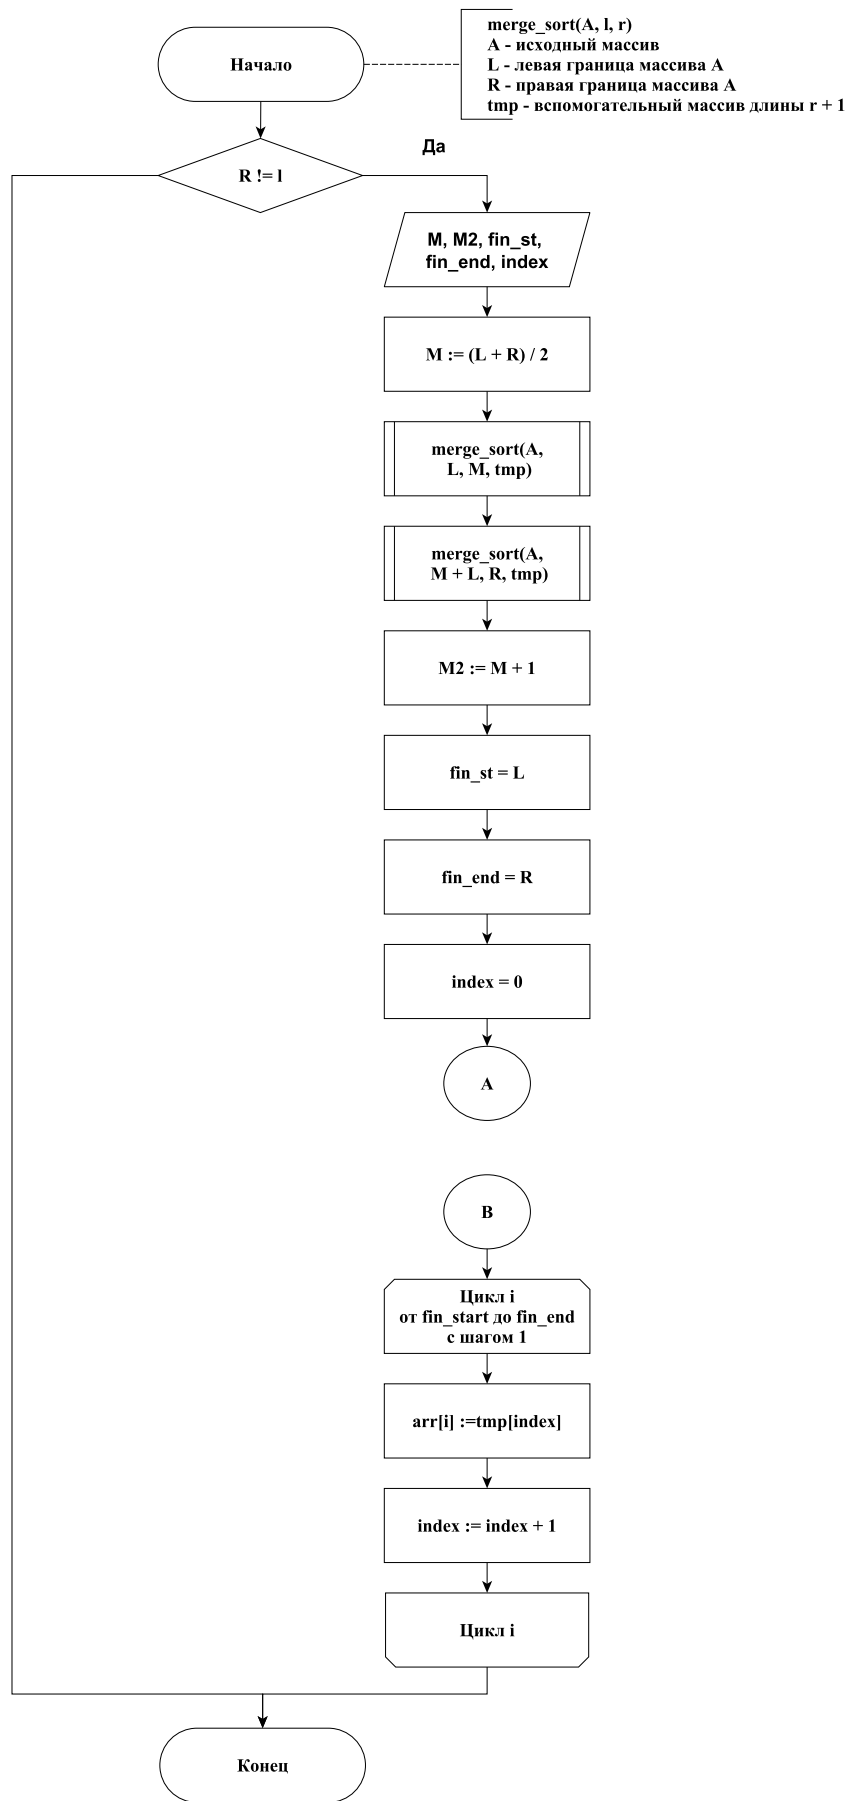 merge_sort(A, l, r)
A - исходный массив
L - левая граница массива A
R - правая граница массива A
tmp - вспомогательный массив длины r + 1
Начало
Да
R != l
M, M2, fin_st,
fin_end, index
M := (L + R) / 2
merge_sort(A,
L, M, tmp)
merge_sort(A,
M + L, R, tmp)
M2 := M + 1
fin_st = L
fin_end = R
index = 0
A
B
Цикл i
от fin_start до fin_end
с шагом 1
arr[i] :=tmp[index]
index := index + 1
Цикл i
Конец